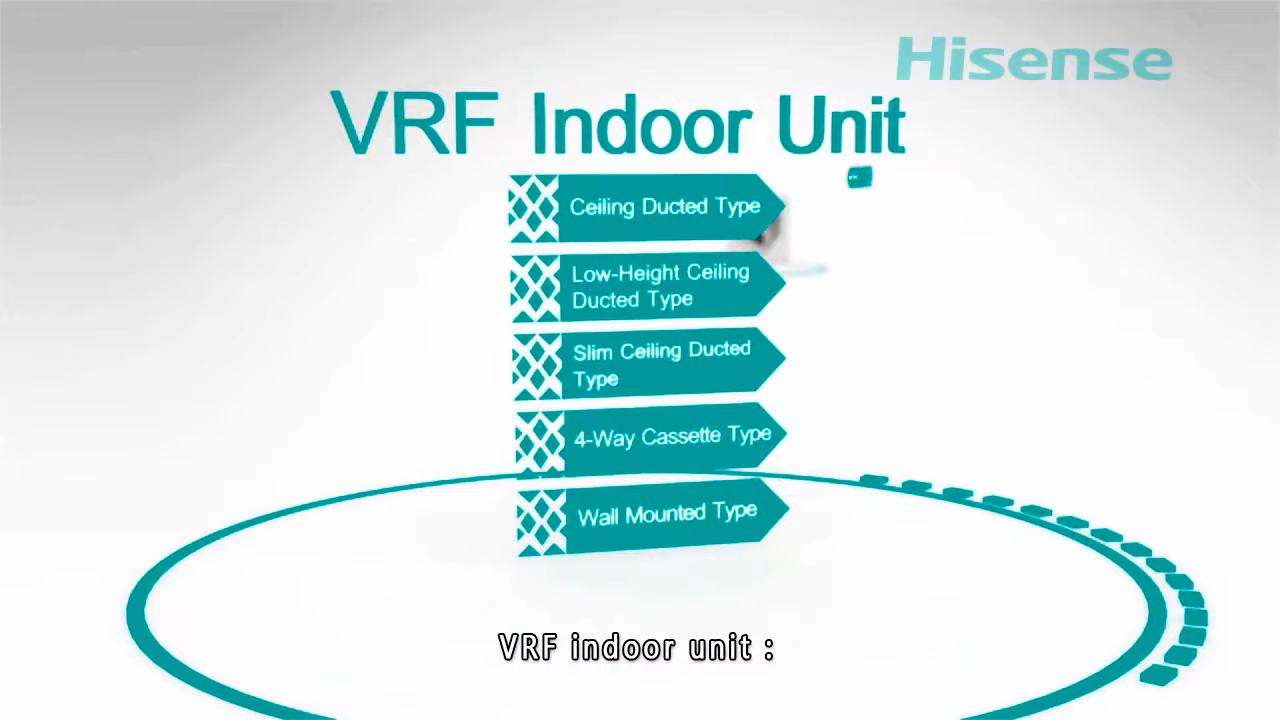 Hisense
VRF Indoor Unit
Ceiling Ducted Type
Low-Height Ceiling
Ducted Type
Slim Ceiling Ducted
Type
4-Way Cassette Type
Wall Mounted Type
VRF indoor unit :